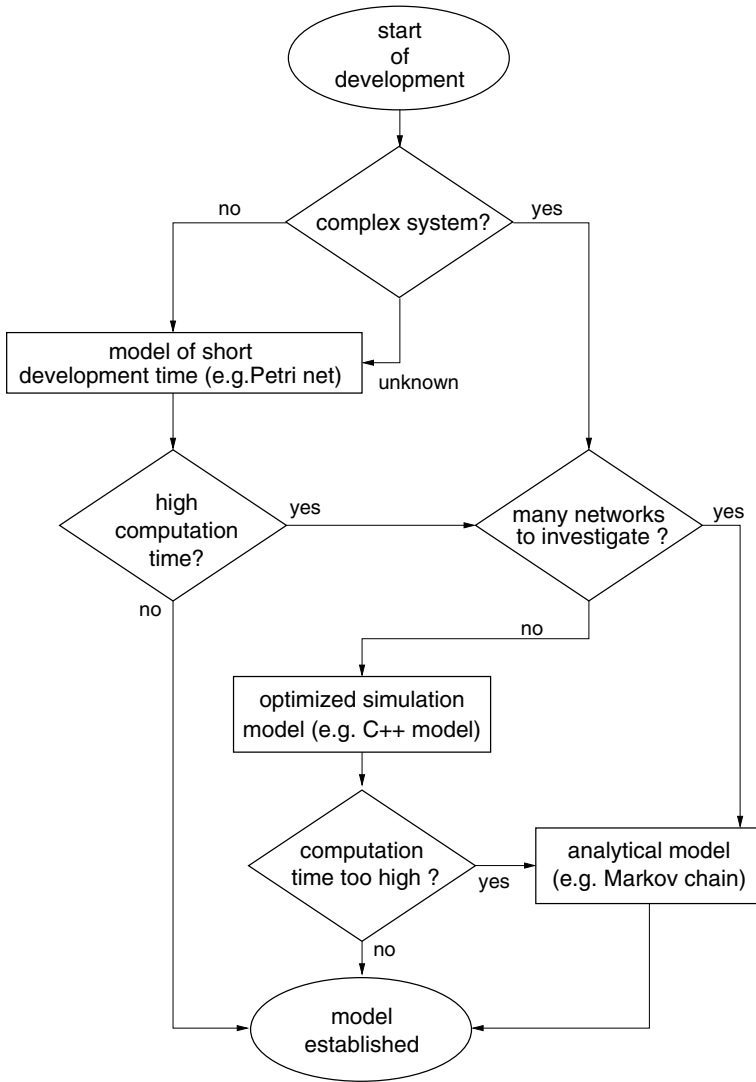 start
of
development
complex system?
no
yes
model of short
development time (e.g.Petri net)
unknown
high
computation
time?
yes
no
many networks
to investigate ?
yes
no
optimized simulation
model (e.g. C++ model)
computation
time too high ?
yes
no
analytical model
(e.g. Markov chain)
model
established